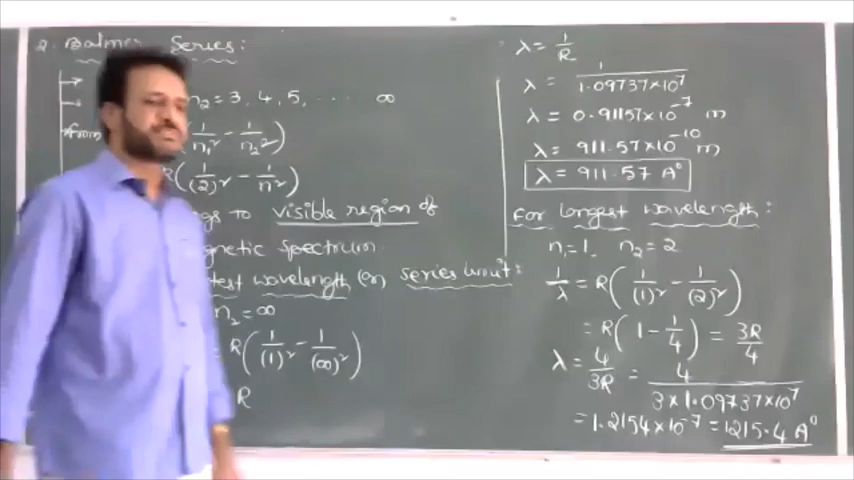 2. Balmer Series:
n₂ = 3, 4, 5, ..... ∞
*from
(1/n₁² - 1/n₂²)
R(1/(2)² - 1/n²)
to visible region of
spectrum
wavelength (or) series limit:
n₂ = ∞
R(1/(1)² - 1/(∞)²)
R
λ = 1/R
λ = 1/1.09737×10⁷
λ = 0.91157×10⁻⁷ m
λ = 911.57×10⁻¹⁰ m
λ = 911.57 A°
For longest wavelength:
n₁=1 n₂=2
1/λ = R(1/(1)² - 1/(2)²)
= R(1 - 1/4) = 3R/4
λ = 4/3R = 4/3×1.09737×10⁷
= 1.2154×10⁻⁷ = 1215.4 A°